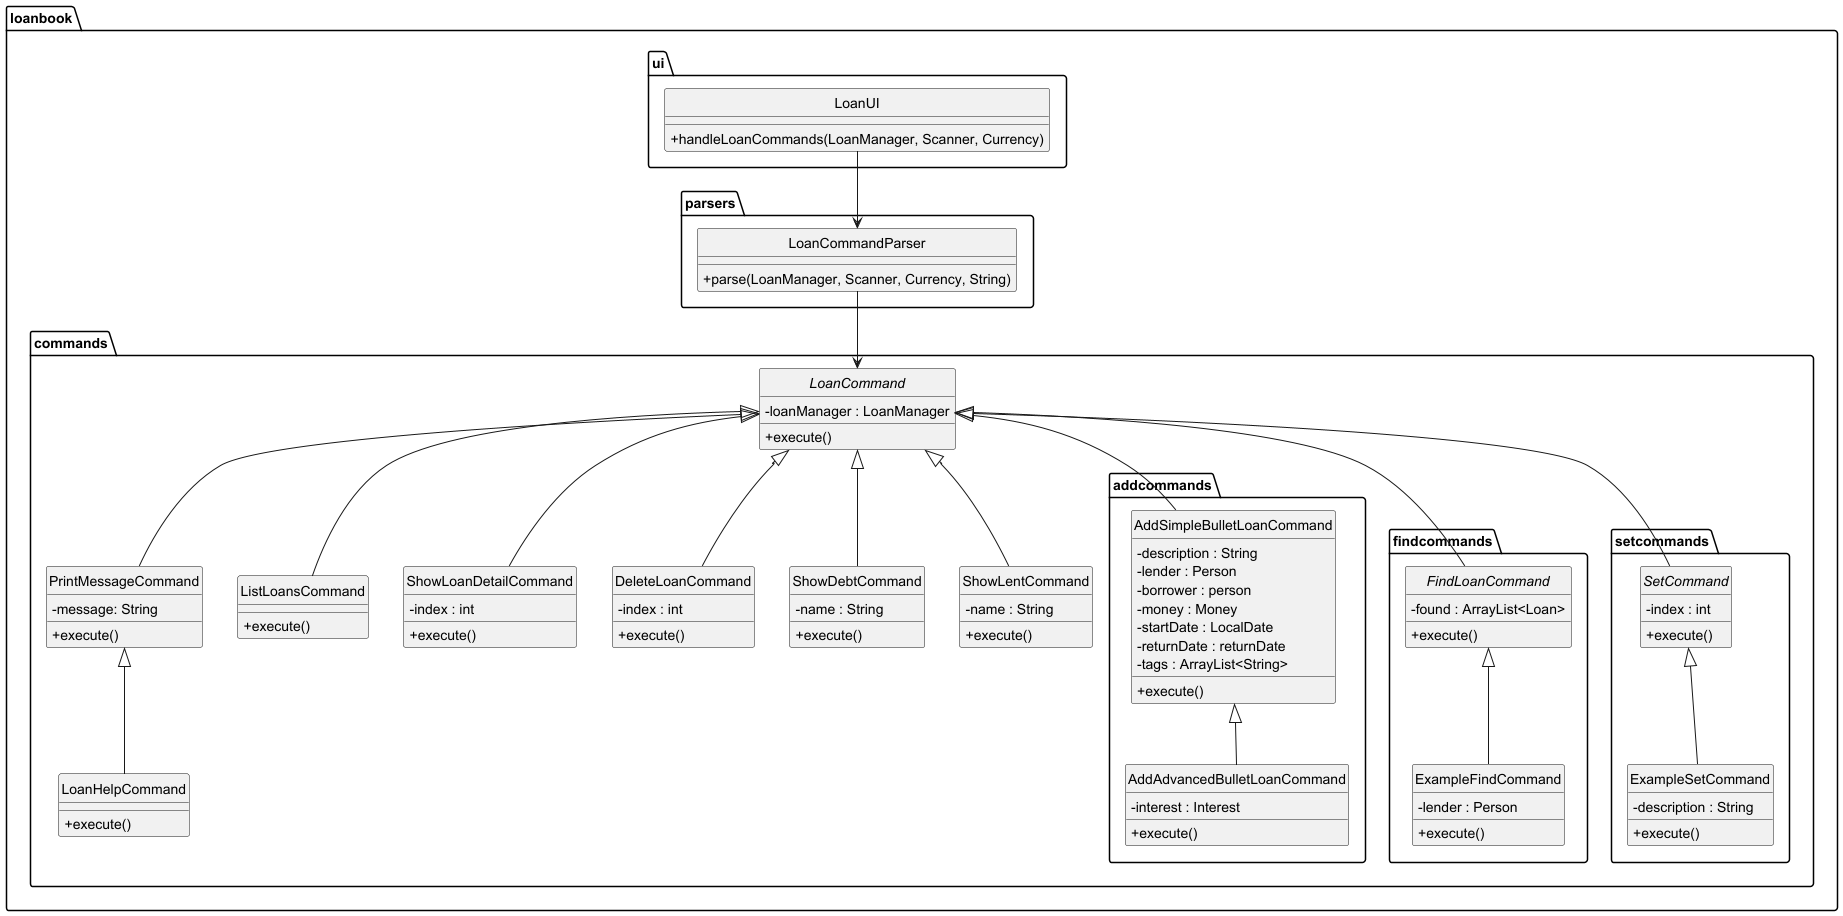 loanbook
ui
LoanUI
+handleLoanCommands(LoanManager, Scanner, Currency)
parsers
LoanCommandParser
+parse(LoanManager, Scanner, Currency, String)
commands
LoanCommand
-loanManager : LoanManager
+execute()
PrintMessageCommand
-message: String
+execute()
LoanHelpCommand
+execute()
ListLoansCommand
+execute()
ShowLoanDetailCommand
-index : int
+execute()
DeleteLoanCommand
-index : int
+execute()
ShowDebtCommand
-name : String
+execute()
ShowLentCommand
-name : String
+execute()
addcommands
AddSimpleBulletLoanCommand
-description : String
-lender : Person
-borrower : person
-money : Money
-startDate : LocalDate
-returnDate : returnDate
-tags : ArrayList<String>
+execute()
AddAdvancedBulletLoanCommand
-interest : Interest
+execute()
findcommands
FindLoanCommand
-found : ArrayList<Loan>
+execute()
ExampleFindCommand
-lender : Person
+execute()
setcommands
SetCommand
-index : int
+execute()
ExampleSetCommand
-description : String
+execute()